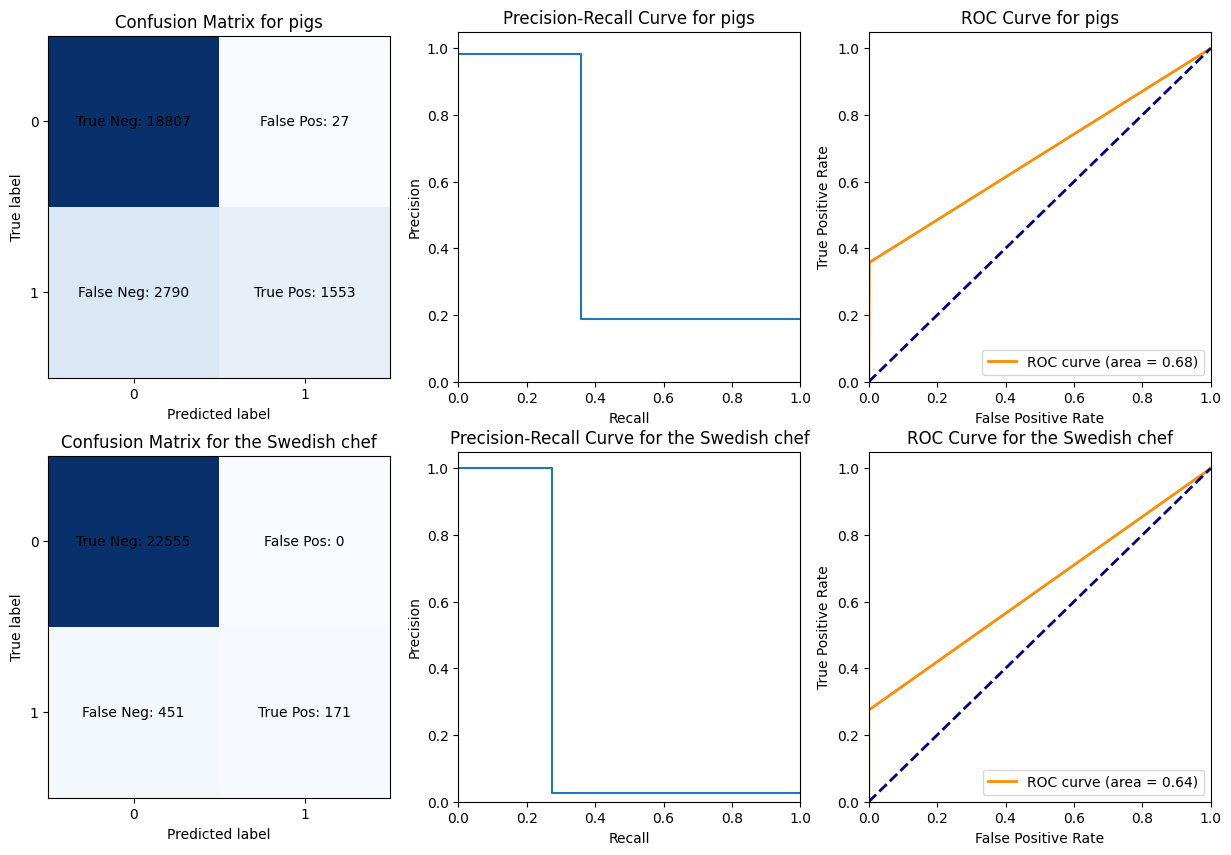 Confusion Matrix for pigs
True label
0
1
True Neg: 18807
False Pos: 27
False Neg: 2790
True Pos: 1553
0 1
Predicted label
Precision-Recall Curve for pigs
Precision
1.0
0.8
0.6
0.4
0.2
0.0
0.0 0.2 0.4 0.6 0.8 1.0
Recall
ROC Curve for pigs
True Positive Rate
1.0
0.8
0.6
0.4
0.2
0.0
ROC curve (area = 0.68)
0.0 0.2 0.4 0.6 0.8 1.0
False Positive Rate
Confusion Matrix for the Swedish chef
True label
0
1
True Neg: 22555
False Pos: 0
False Neg: 451
True Pos: 171
0 1
Predicted label
Precision-Recall Curve for the Swedish chef
Precision
1.0
0.8
0.6
0.4
0.2
0.0
0.0 0.2 0.4 0.6 0.8 1.0
Recall
ROC Curve for the Swedish chef
True Positive Rate
1.0
0.8
0.6
0.4
0.2
0.0
ROC curve (area = 0.64)
0.0 0.2 0.4 0.6 0.8 1.0
False Positive Rate